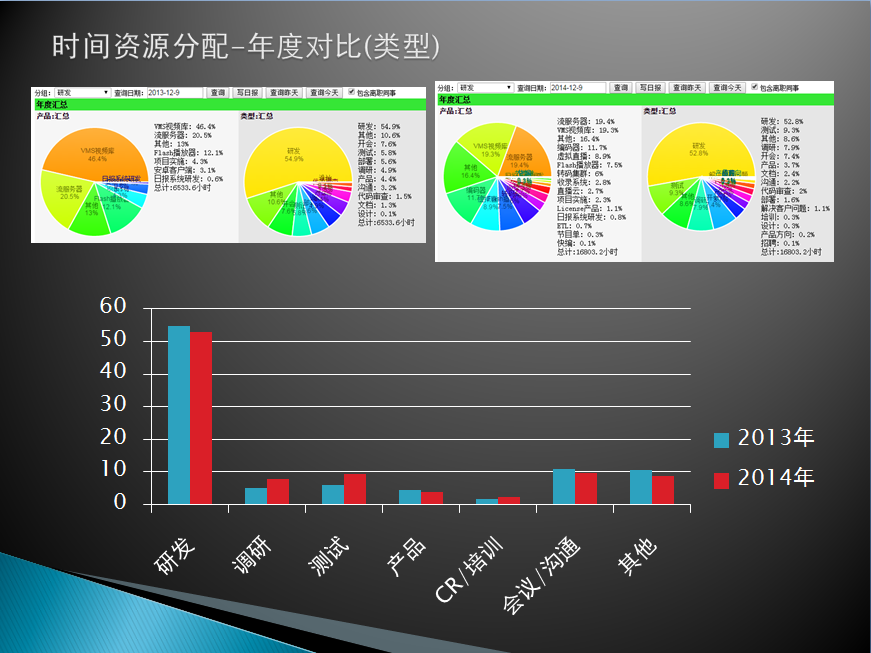 时间资源分配-年度对比(类型)
分组: 研发 查询日期: 2013-12-9 查询 写日报 查询昨天 查询今天 包含离职同事
年度汇总
产品:汇总
VMS视频库 46.4%
浅服务器 20.5%
其他 13%
VMS视频库: 46.4%
浅服务器: 20.5%
其他: 13%
Flash播放器: 12.1%
项目实施: 4.3%
安卓客户端: 3.1%
日报系统研发: 0.6%
总计:6533.6小时
类型:汇总
研发 54.9%
其他 10.6%
研发: 54.9%
其他: 10.6%
开会: 7.6%
测试: 5.8%
部署: 5.6%
调研: 4.9%
产品: 4.4%
沟通: 3.2%
代码审查: 1.5%
文档: 1.3%
设计: 0.1%
总计:6533.6小时
分组: 研发 查询日期: 2014-12-9 查询 写日报 查询昨天 查询今天 包含离职同事
年度汇总
产品:汇总
VMS视频库 19.3%
浅服务器 19.4%
其他 16.4%
浅服务器: 19.4%
VMS视频库: 19.3%
其他: 16.4%
编码器: 11.7%
虚拟直播: 8.9%
Flash播放器: 7.5%
转码集群: 6%
收录系统: 2.8%
直播云: 2.7%
项目实施: 2.3%
License产品: 1.1%
日报系统研发: 0.8%
ETL: 0.7%
节目单: 0.3%
快编: 0.1%
总计:16803.2小时
类型:汇总
研发 52.8%
测试 9.3%
研发: 52.8%
测试: 9.3%
其他: 8.6%
调研: 7.9%
开会: 7.4%
产品: 3.7%
文档: 2.4%
沟通: 2.2%
代码审查: 2%
部署: 1.6%
解决客户问题: 1.1%
培训: 0.3%
设计: 0.3%
产品方向: 0.2%
招聘: 0.1%
总计:16803.2小时
60
50
40
30
20
10
0
研发
调研
测试
产品
CR/培训
会议/沟通
其他
2013年
2014年